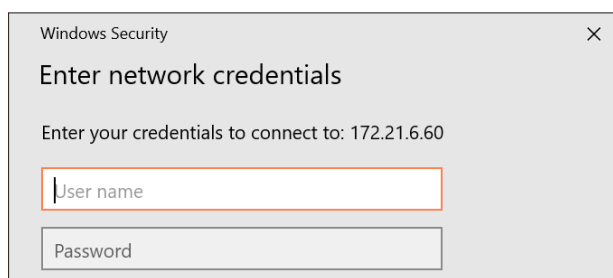 Windows Security
Enter network credentials
Enter your credentials to connect to: 172.21.6.60
User name
Password